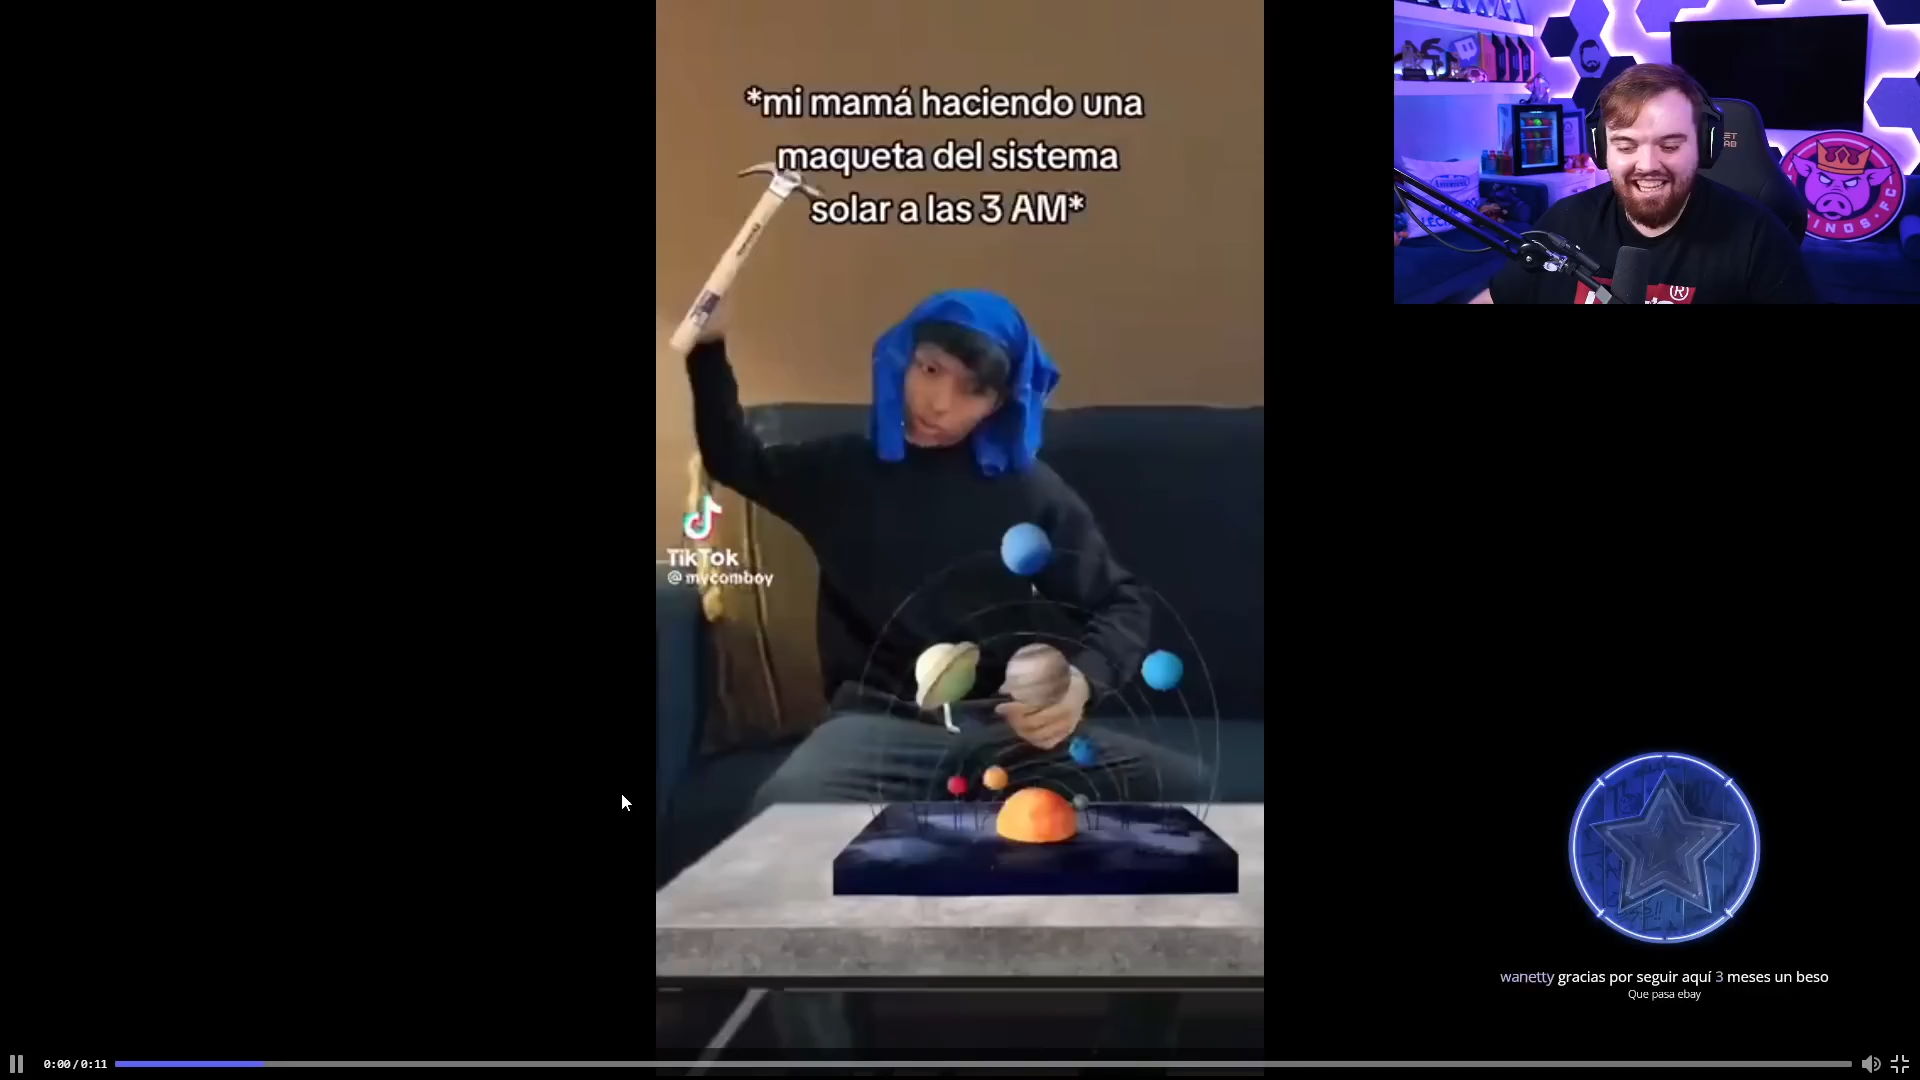 *mi mamá haciendo una
maqueta del sistema
solar a las 3 AM*
TikTok
@mycomboy
wanetty gracias por seguir aquí 3 meses un beso
Que pasa ebay
0:00 / 0:11